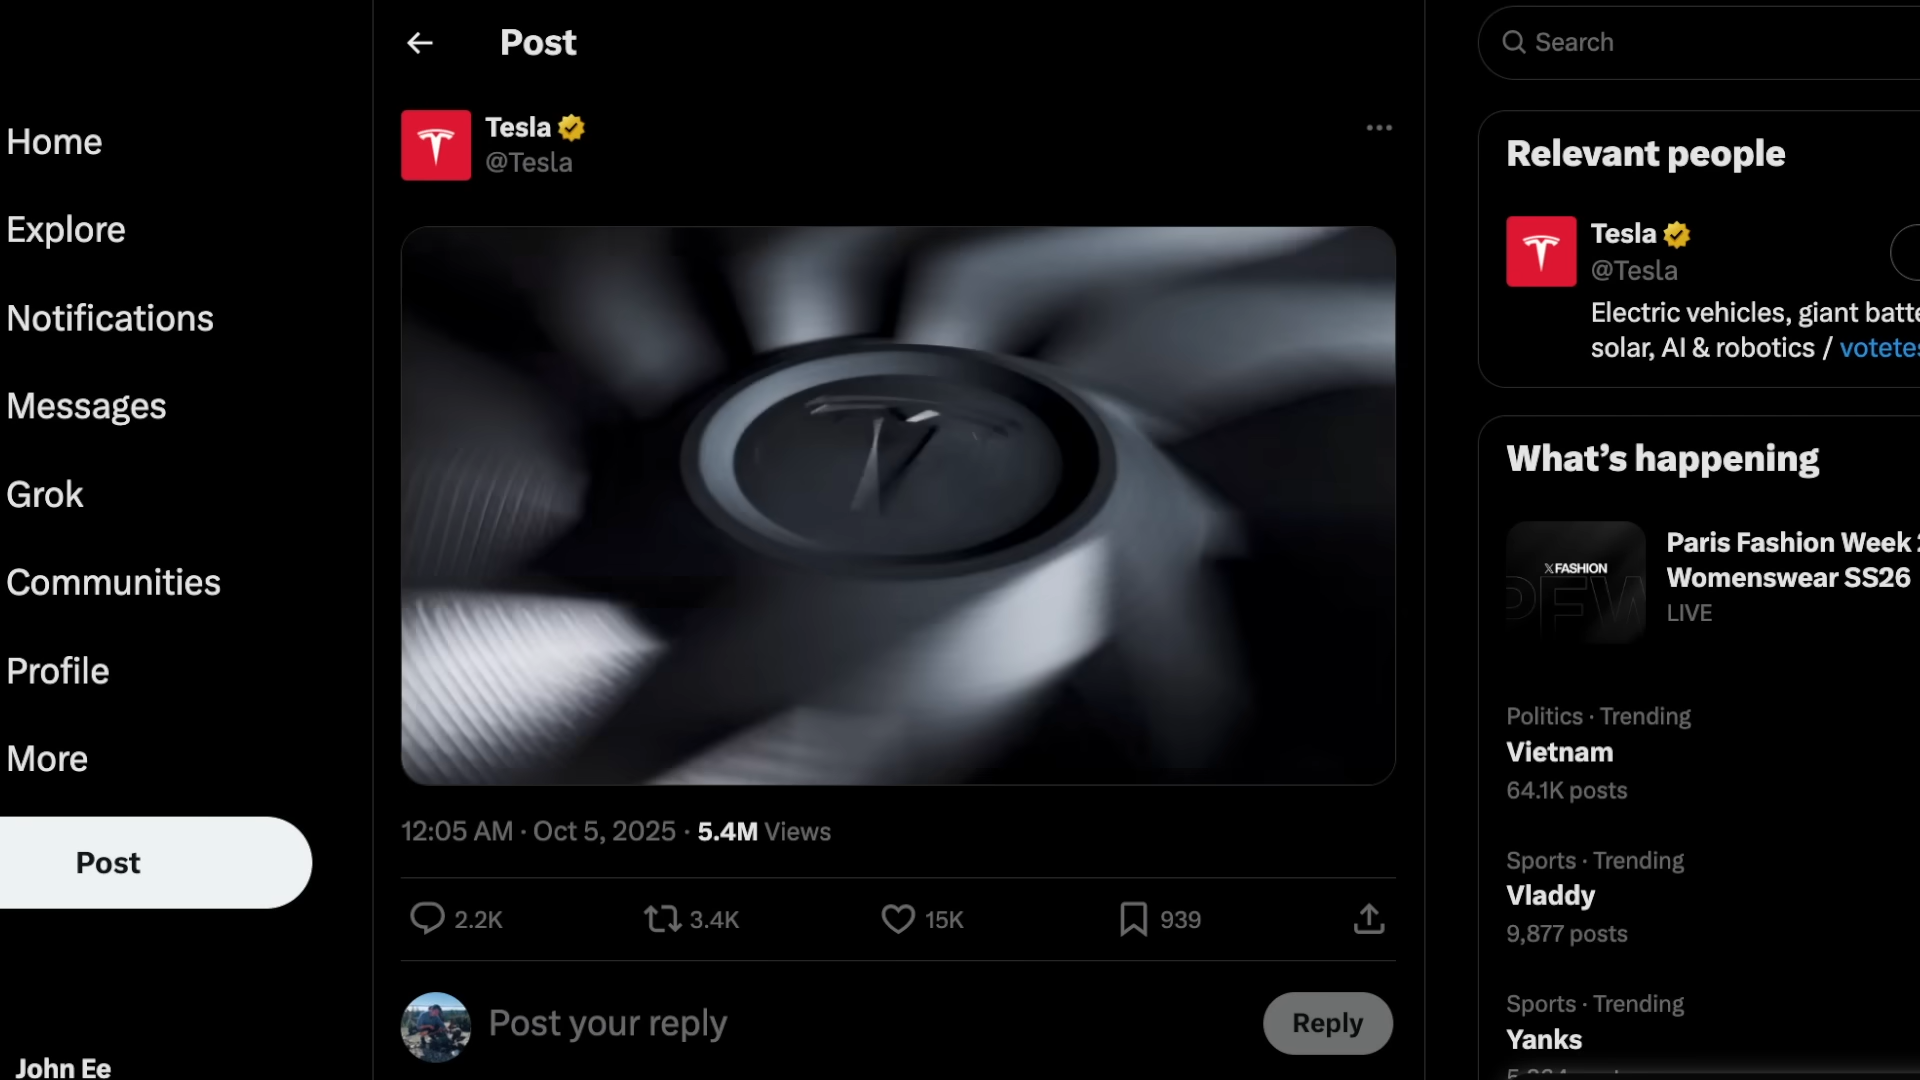 Home
Explore
Notifications
Messages
Grok
Communities
Profile
More
Post
John Ee
Post
Tesla
@Tesla
12:05 AM · Oct 5, 2025 · 5.4M Views
2.2K
3.4K
15K
939
Post your reply
Reply
Search
Relevant people
Tesla
@Tesla
Electric vehicles, giant batte
solar, AI & robotics / votetes
What’s happening
XFASHION
PFW
Paris Fashion Week
Womenswear SS26
LIVE
Politics · Trending
Vietnam
64.1K posts
Sports · Trending
Vladdy
9,877 posts
Sports · Trending
Yanks